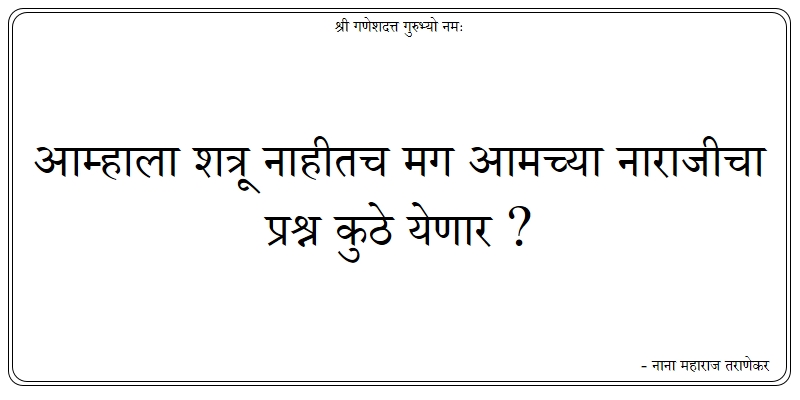 श्री गणेशदत्त गुरुभ्यो नमः
आम्हाला शत्रू नाहीतच मग आमच्या नाराजीचा
प्रश्न कुठे येणार ?
- नाना महाराज तराणेकर